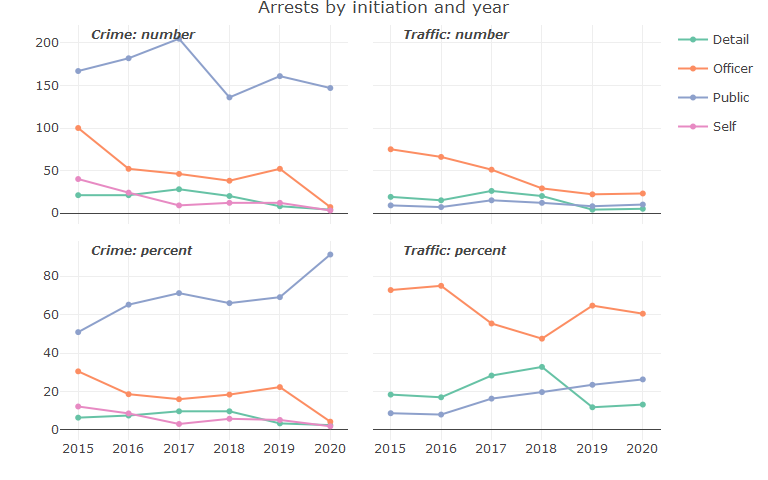 Arrests by initiation and year
Crime: number
Traffic: number
200
150
100
50
0
Detail
Officer
Public
Self
Crime: percent
Traffic: percent
80
60
40
20
0
2015 2016 2017 2018 2019 2020
2015 2016 2017 2018 2019 2020